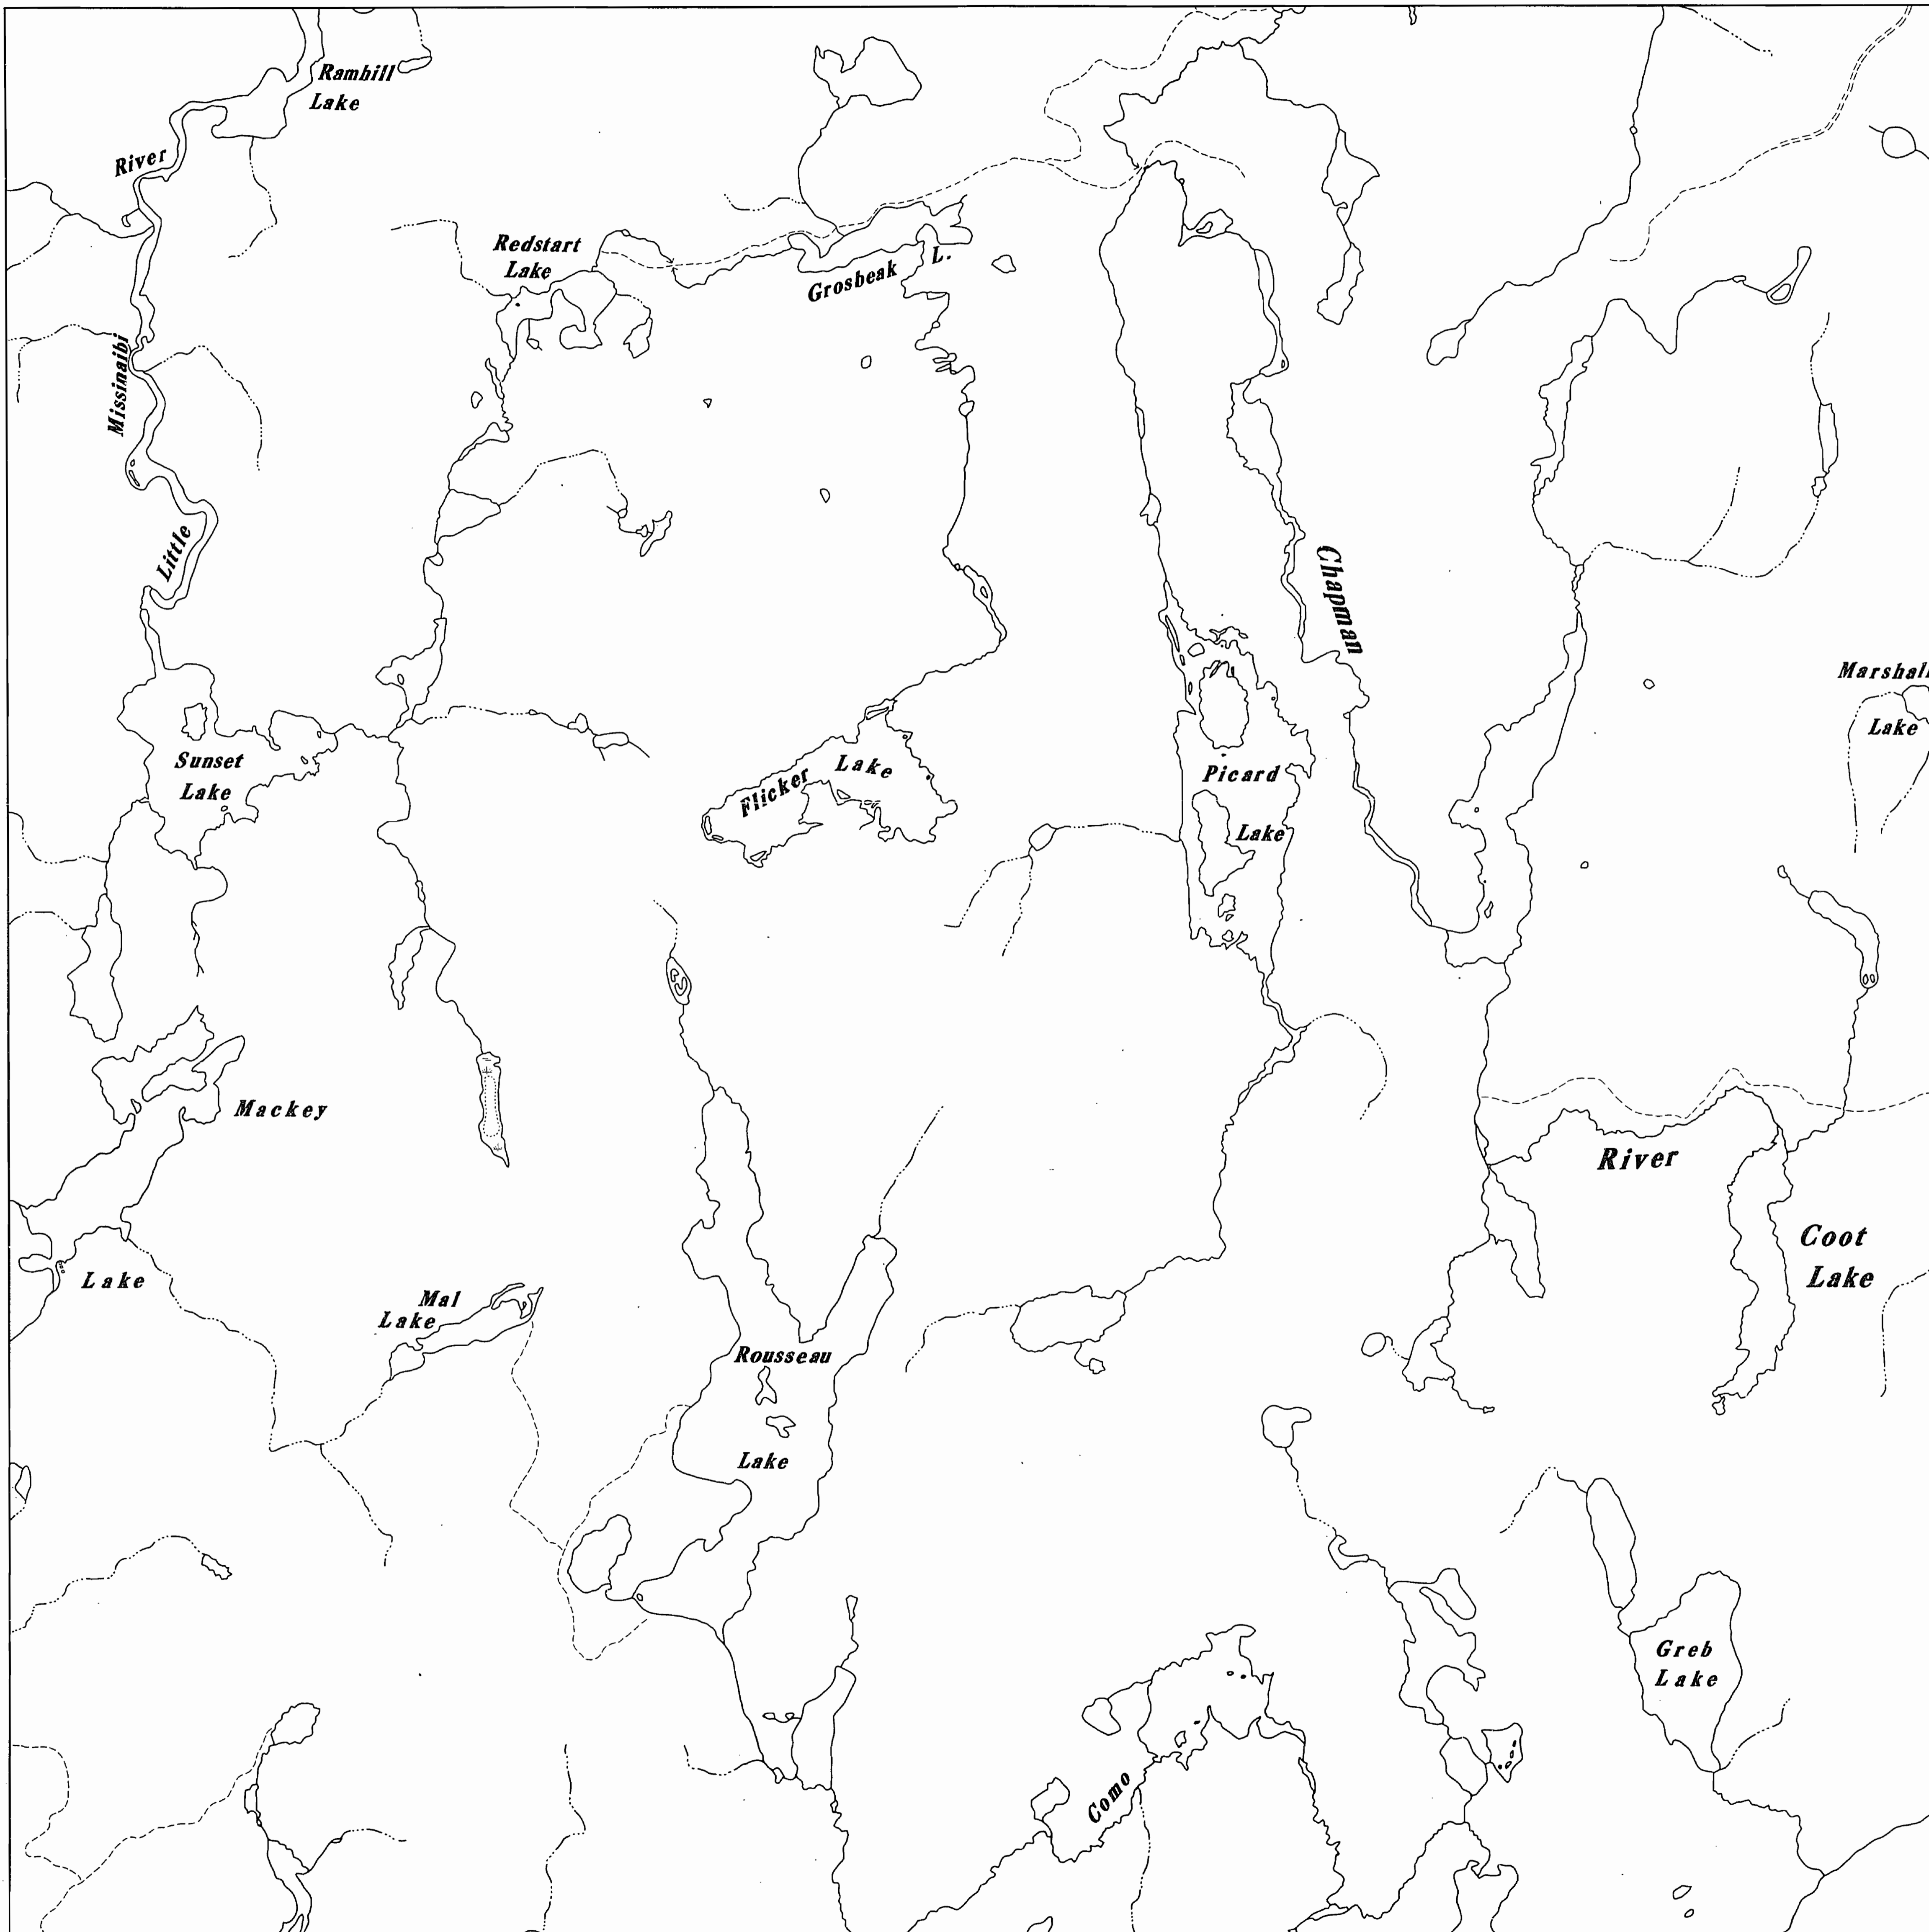 Ramhill
Lake
River
Redstart
Lake
Grosbeak L.
Missinaibi
Little
Chapman
Marshall
Lake
Sunset
Lake
Flicker Lake
Picard
Lake
Mackey
River
Coot
Lake
Lake
Mal
Lake
Rousseau
Lake
Greb
Lake
Como